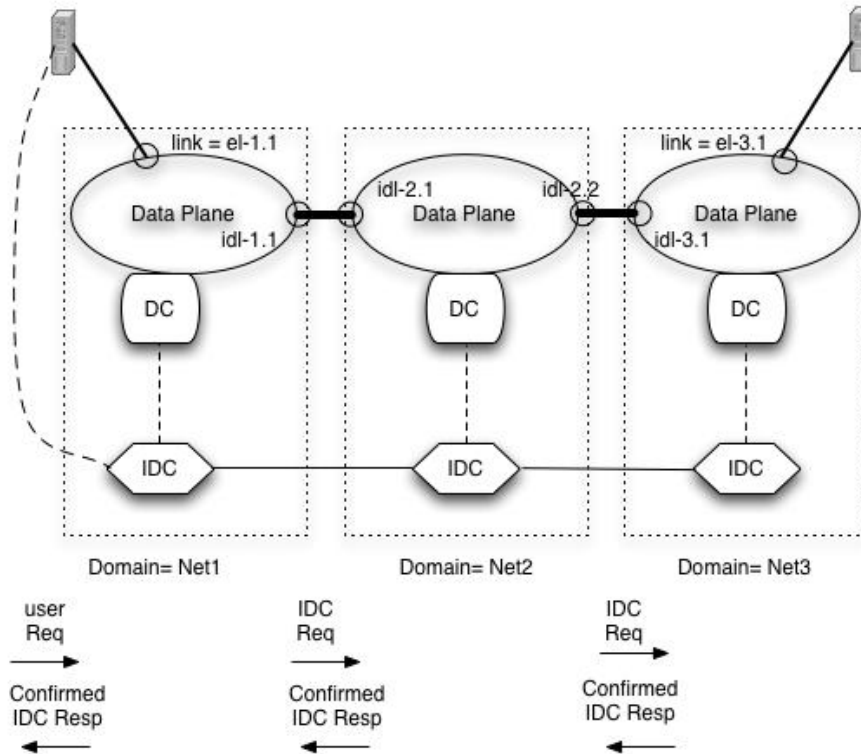 link = el-1.1
link = el-3.1
idl-2.1
idl-2.2
Data Plane
Data Plane
Data Plane
idl-1.1
idl-3.1
DC
DC
DC
IDC
IDC
IDC
Domain= Net1
Domain= Net2
Domain= Net3
user
Req
IDC
Req
IDC
Req
Confirmed
IDC Resp
Confirmed
IDC Resp
Confirmed
IDC Resp